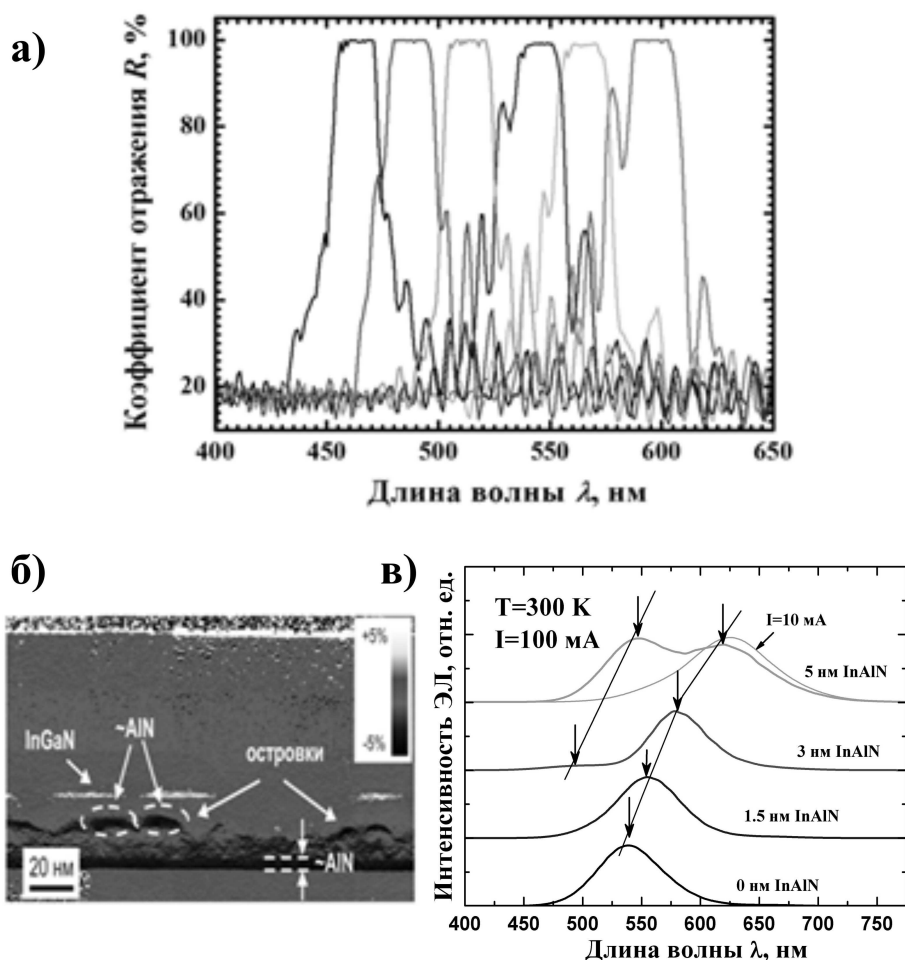 а)
Коэффициент отражения R, %
100
80
60
40
20
400 450 500 550 600 650
Длина волны λ, нм
б)
+5%
-5%
InGaN
~AlN
островки
~AlN
20 нм
в)
Интенсивность ЭЛ, отн. ед.
T=300 K
I=100 мА
I=10 мА
5 нм InAlN
3 нм InAlN
1.5 нм InAlN
0 нм InAlN
400 450 500 550 600 650 700 750
Длина волны λ, нм